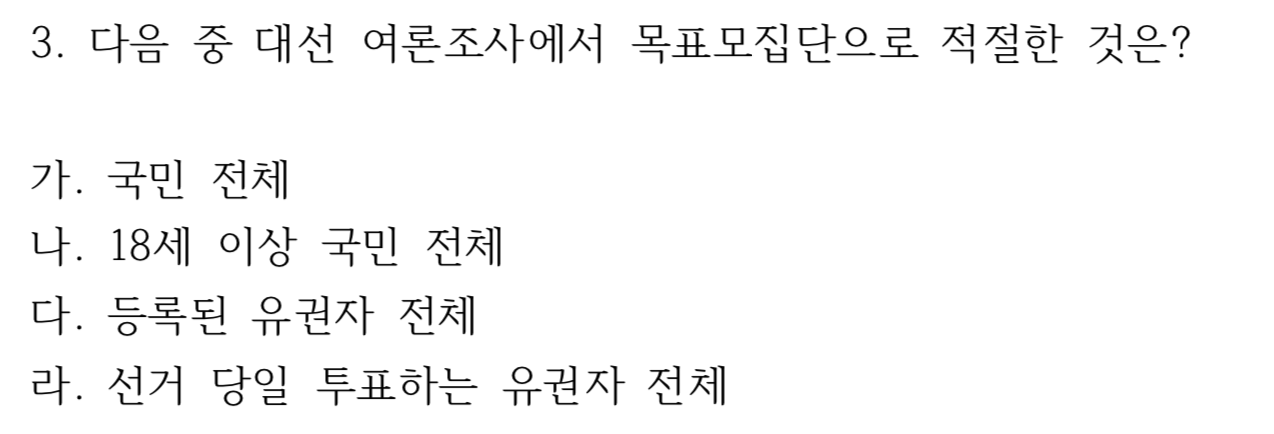 3. 다음 중 대선 여론조사에서 목표모집단으로 적절한 것은?
가. 국민 전체
나. 18세 이상 국민 전체
다. 등록된 유권자 전체
라. 선거 당일 투표하는 유권자 전체